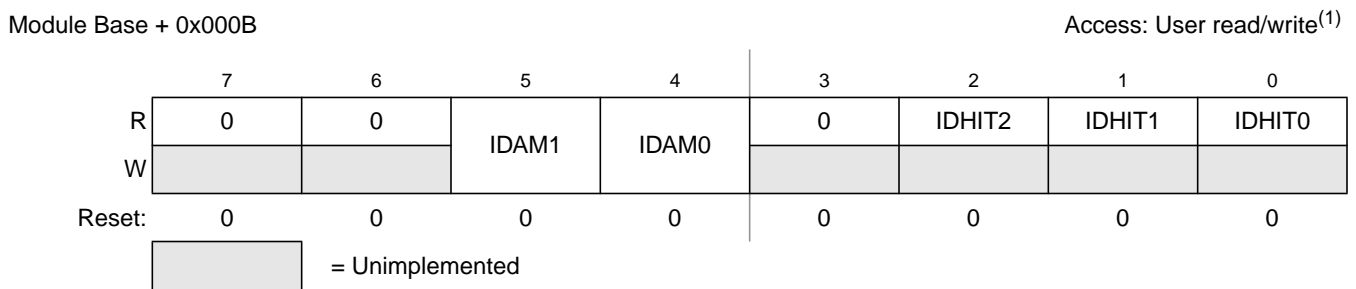 Module Base + 0x000B Access: User read/write(1)
7 6 5 4 3 2 1 0
R 0 0 IDAM1 IDAM0 0 IDHIT2 IDHIT1 IDHIT0
W
Reset: 0 0 0 0 0 0 0 0
= Unimplemented